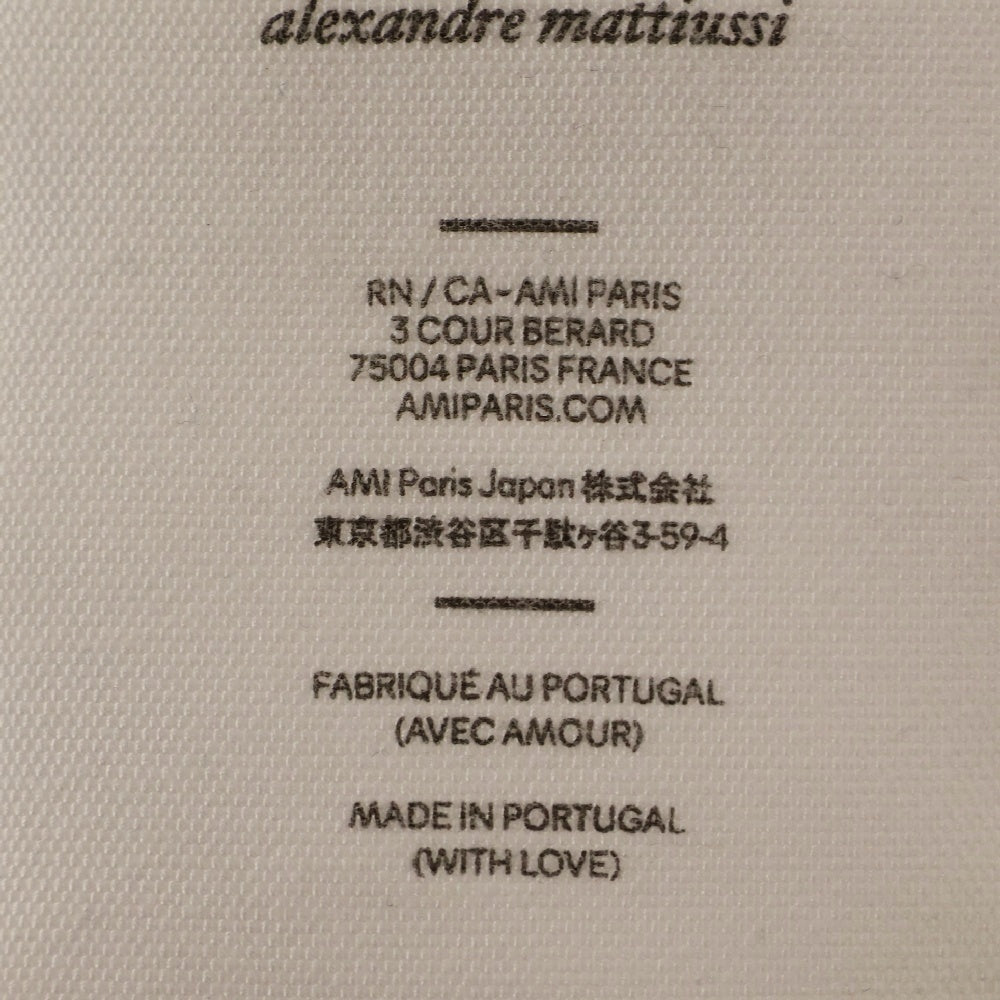 alexandre mattiussi
RN / CA-AMI PARIS
3 COUR BERARD
75004 PARIS FRANCE
AMIPARIS.COM
AMI Paris Japan 株式会社
東京都渋谷区千駄ヶ谷3-59-4
FABRIQUÉ AU PORTUGAL
(AVEC AMOUR)
MADE IN PORTUGAL
(WITH LOVE)